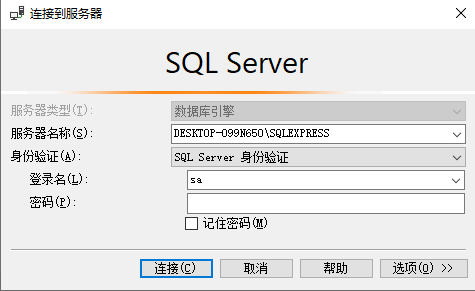 连接到服务器
SQL Server
服务器类型(T): 数据库引擎
服务器名称(S): DESKTOP-O99N650\SQLEXPRESS
身份验证(A): SQL Server 身份验证
登录名(L): sa
密码(P):
记住密码(M)
连接(C) 取消 帮助 选项(O) >>